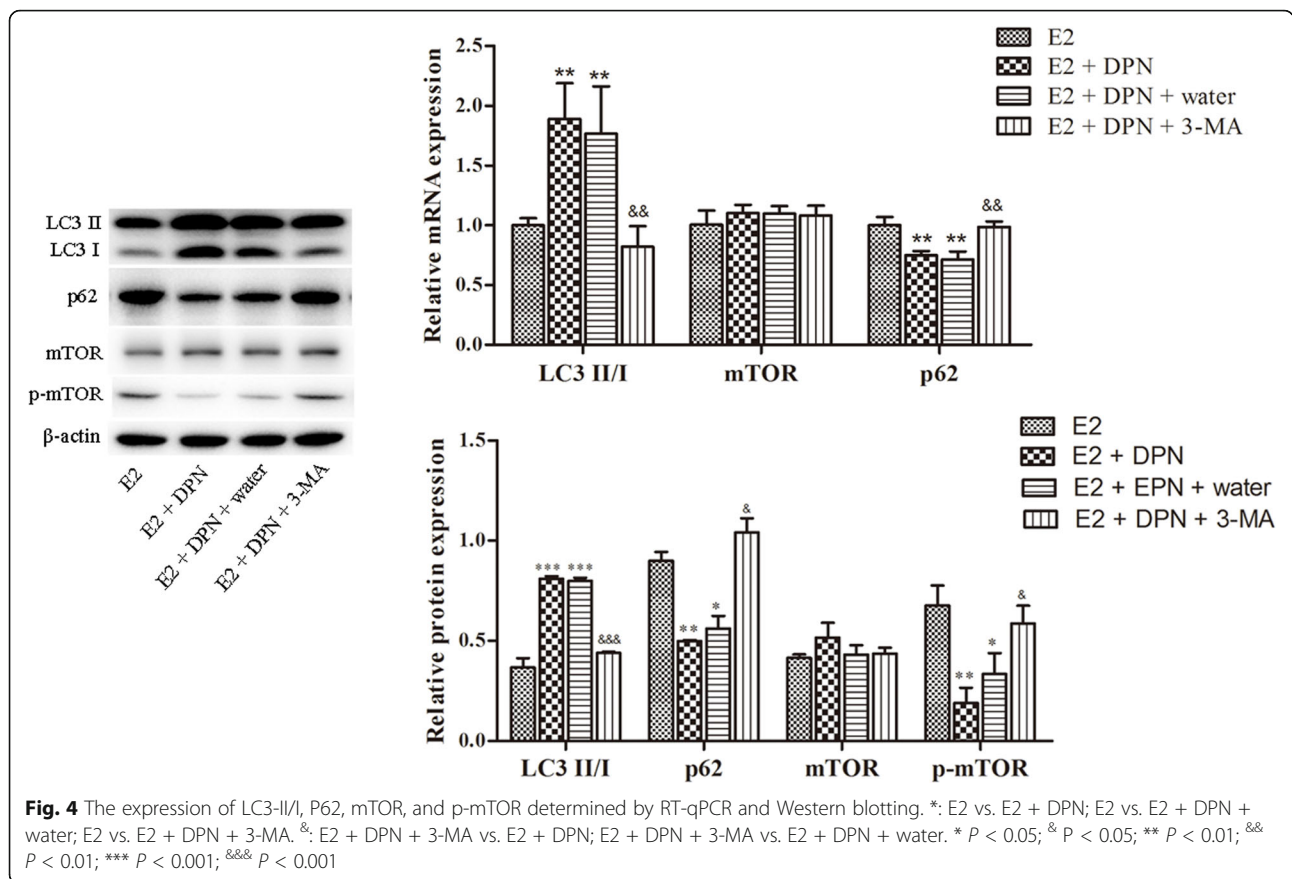 LC3 II
LC3 I
p62
mTOR
p-mTOR
β-actin
E2
E2 + DPN
E2 + DPN + water
E2 + DPN + 3-MA
Relative mRNA expression
2.5
2.0
1.5
1.0
0.5
0.0
** ** &&
** ** &&
LC3 II/I mTOR p62
E2
E2 + DPN
E2 + DPN + water
E2 + DPN + 3-MA
Relative protein expression
1.5
1.0
0.5
0.0
*** *** &&&
** * &
** * &
LC3 II/I p62 mTOR p-mTOR
E2
E2 + DPN
E2 + EPN + water
E2 + DPN + 3-MA
Fig. 4 The expression of LC3-II/I, P62, mTOR, and p-mTOR determined by RT-qPCR and Western blotting. *: E2 vs. E2 + DPN; E2 vs. E2 + DPN +
water; E2 vs. E2 + DPN + 3-MA. &: E2 + DPN + 3-MA vs. E2 + DPN; E2 + DPN + 3-MA vs. E2 + DPN + water. * P < 0.05; & P < 0.05; ** P < 0.01; &&
P < 0.01; *** P < 0.001; &&& P < 0.001